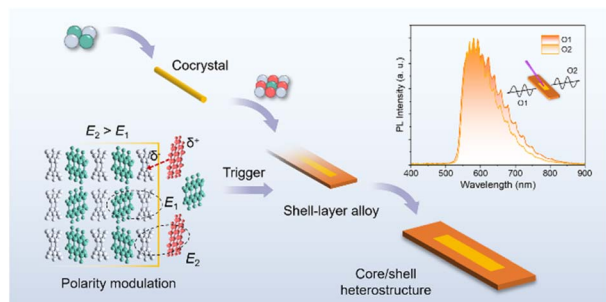 Cocrystal
E2 > E1
δ-
δ+
E1
E2
Polarity modulation
Trigger
Shell-layer alloy
Core/shell
heterostructure
PL Intensity (a. u.)
O1
O2
O2
O1
400 500 600 700 800 900
Wavelength (nm)